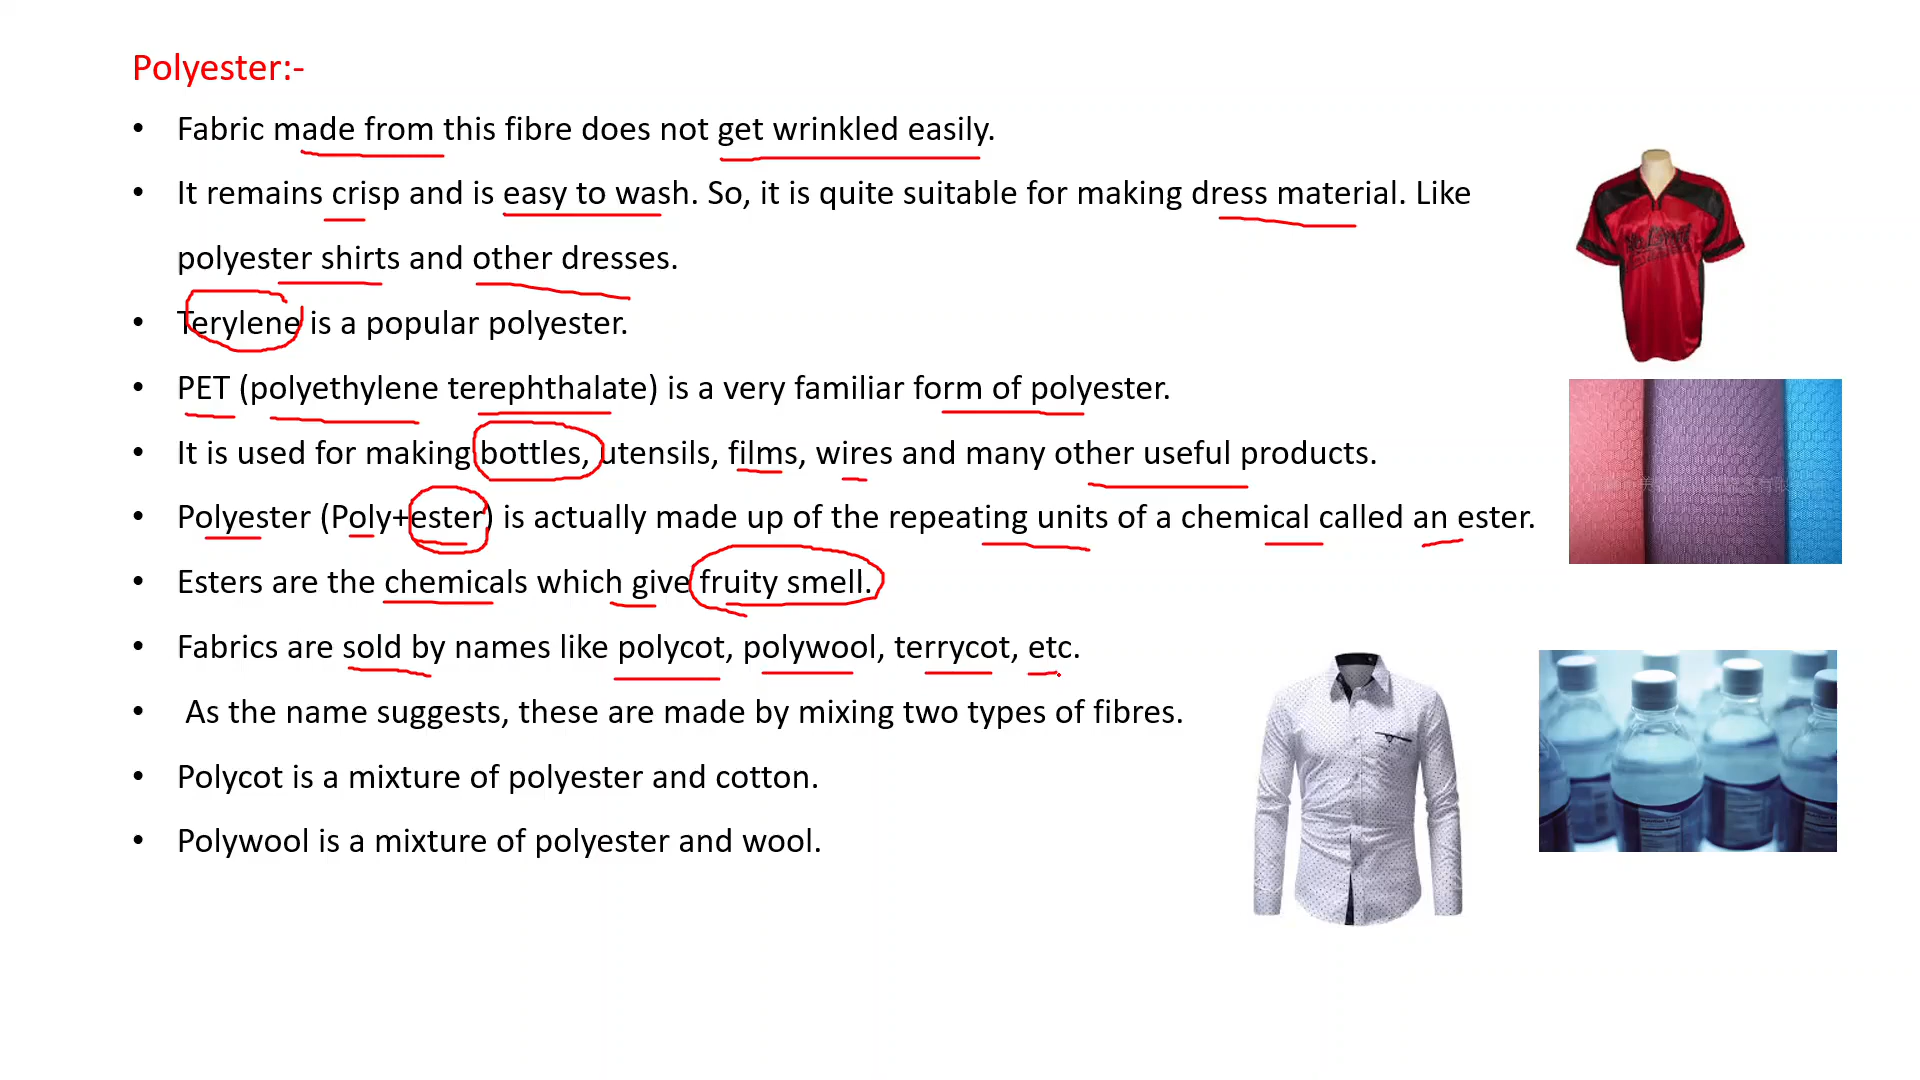 Polyester:-
• Fabric made from this fibre does not get wrinkled easily.
• It remains crisp and is easy to wash. So, it is quite suitable for making dress material. Like
polyester shirts and other dresses.
• Terylene is a popular polyester.
• PET (polyethylene terephthalate) is a very familiar form of polyester.
• It is used for making bottles, utensils, films, wires and many other useful products.
• Polyester (Poly+ester) is actually made up of the repeating units of a chemical called an ester.
• Esters are the chemicals which give fruity smell.
• Fabrics are sold by names like polycot, polywool, terrycot, etc.
• As the name suggests, these are made by mixing two types of fibres.
• Polycot is a mixture of polyester and cotton.
• Polywool is a mixture of polyester and wool.